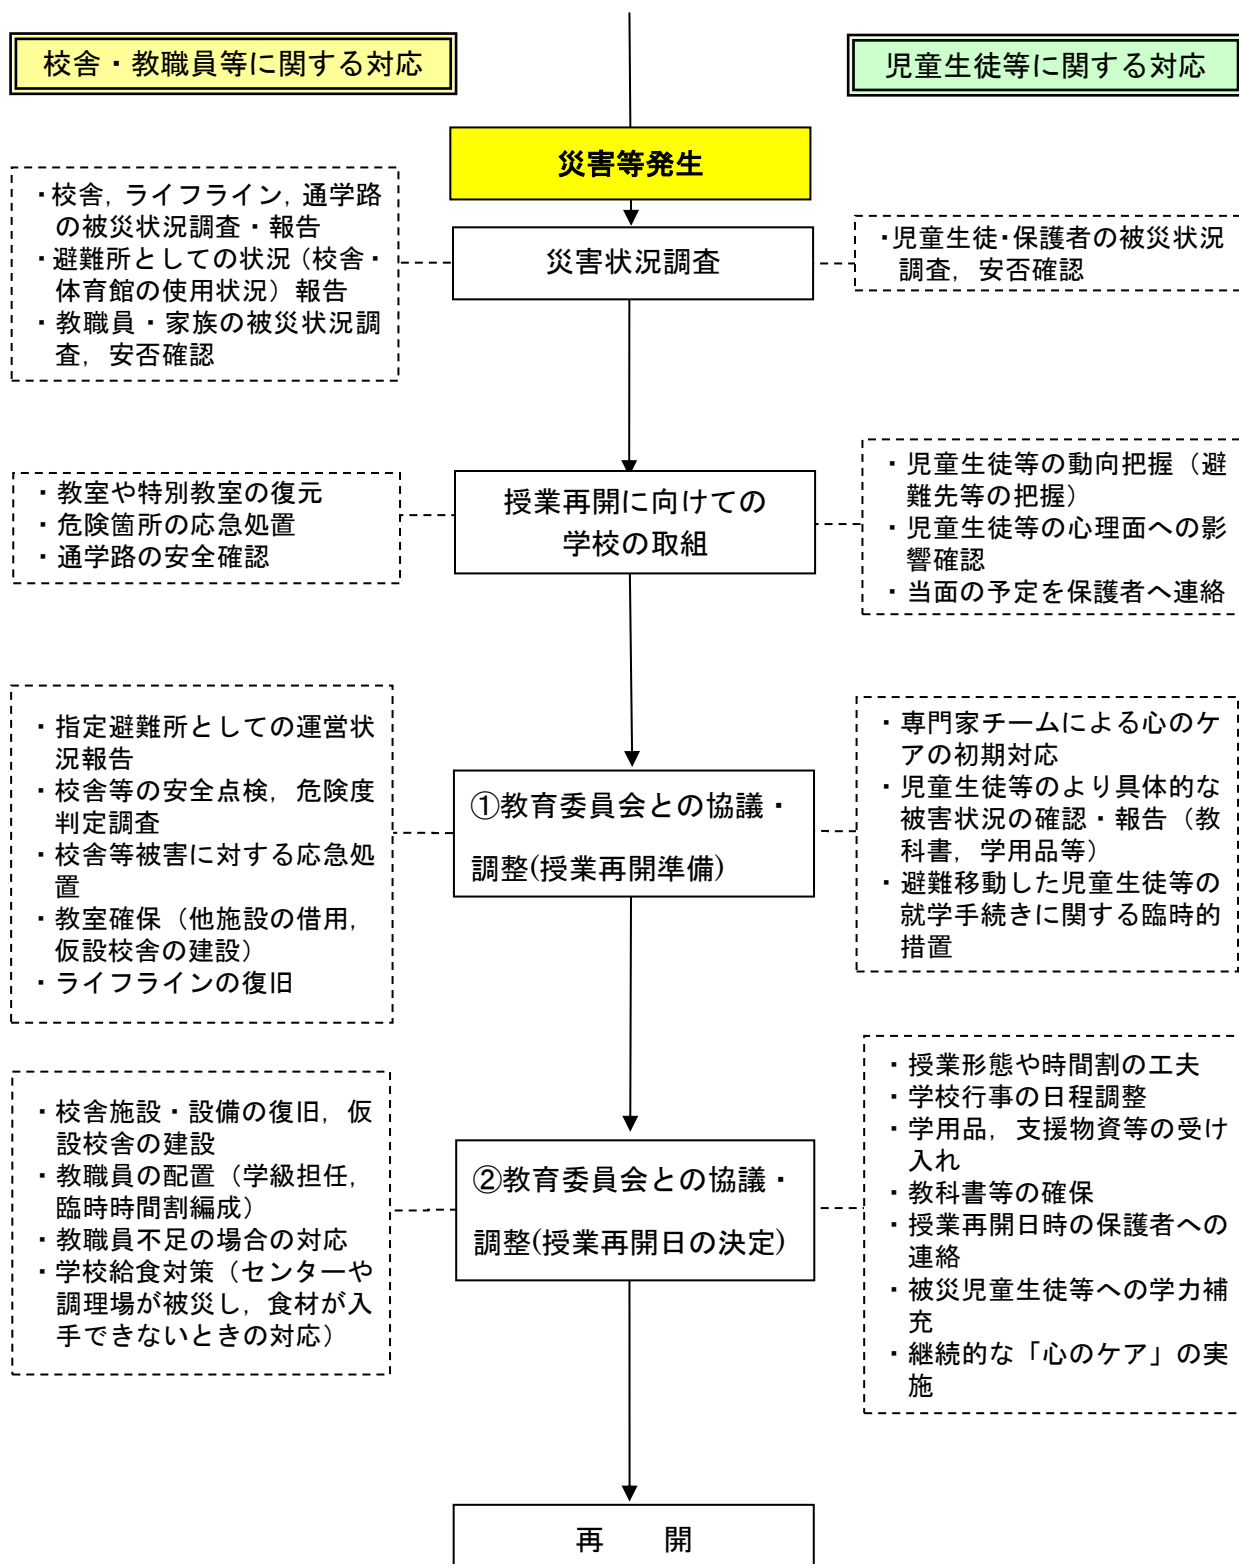 校舎・教職員等に関する対応
児童生徒等に関する対応
災害等発生
・校舎，ライフライン，通学路
の被災状況調査・報告
・避難所としての状況（校舎・
体育館の使用状況）報告
・教職員・家族の被災状況調
査，安否確認
災害状況調査
・児童生徒・保護者の被災状況
調査，安否確認
・教室や特別教室の復元
・危険箇所の応急処置
・通学路の安全確認
授業再開に向けての
学校の取組
・児童生徒等の動向把握（避
難先等の把握）
・児童生徒等の心理面への影
響確認
・当面の予定を保護者へ連絡
・指定避難所としての運営状
況報告
・校舎等の安全点検，危険度
判定調査
・校舎等被害に対する応急処
置
・教室確保（他施設の借用，
仮設校舎の建設）
・ライフラインの復旧
①教育委員会との協議・
調整(授業再開準備)
・専門家チームによる心のケ
アの初期対応
・児童生徒等のより具体的な
被害状況の確認・報告（教
科書，学用品等）
・避難移動した児童生徒等の
就学手続きに関する臨時的
措置
・校舎施設・設備の復旧，仮
設校舎の建設
・教職員の配置（学級担任，
臨時時間割編成）
・教職員不足の場合の対応
・学校給食対策（センターや
調理場が被災し，食材が入
手できないときの対応）
②教育委員会との協議・
調整(授業再開日の決定)
・授業形態や時間割の工夫
・学校行事の日程調整
・学用品，支援物資等の受け
入れ
・教科書等の確保
・授業再開日時の保護者への
連絡
・被災児童生徒等への学力補
充
・継続的な「心のケア」の実
施
再　　開